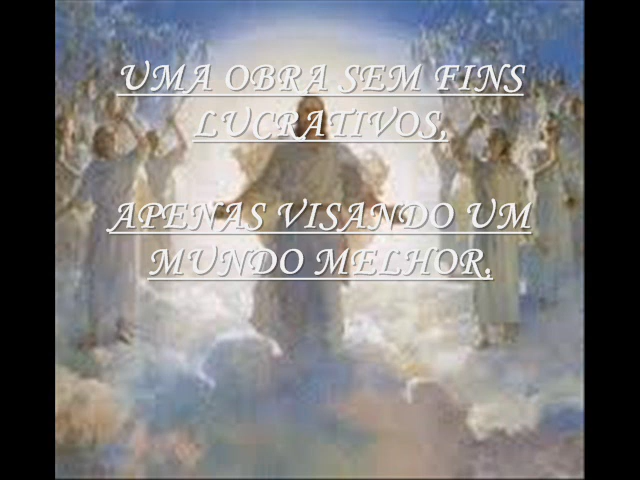 UMA OBRA SEM FINS
LUCRATIVOS,
APENAS VISANDO UM
MUNDO MELHOR.